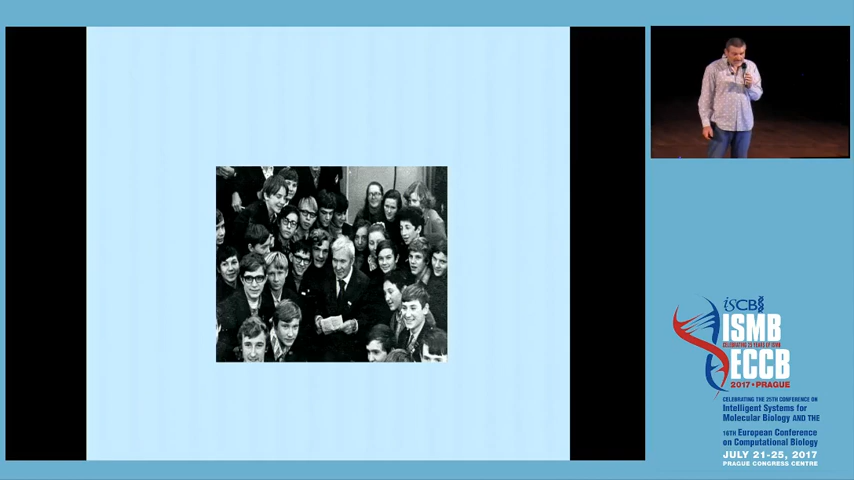 isCB
ISMB
CELEBRATING 25 YEARS OF ISMB
ECCB
2017 • PRAGUE
CELEBRATING THE 25TH CONFERENCE ON
Intelligent Systems for
Molecular Biology AND THE
16TH European Conference
on Computational Biology
JULY 21-25, 2017
PRAGUE CONGRESS CENTRE